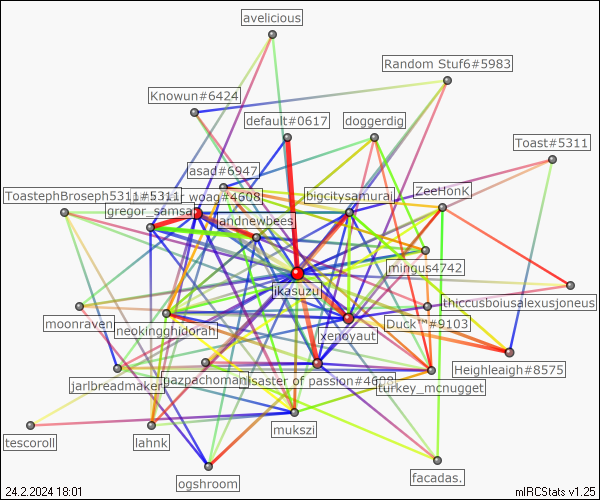 avelicious
Random Stuf6#5983
Knowun#6424
default#0617
doggerdig
Toast#5311
asad#6947
ToastephBroseph5311#5311
woag#4608
bigcitysamurai
ZeeHonK
gregor_samsa
andnewbees
mingus4742
ikasuzu
thiccusboiusalexusjoneus
moonraven
neokingghidorah
Duck™#9103
xenoyaut
Heighleaigh#8575
jarlbreadmaker
gazpachoman
isaster of passion#4608
turkey_mcnugget
mukszi
tescoroll
lahnk
ogshroom
facadas.
24.2.2024 18:01
mIRCStats v1.25